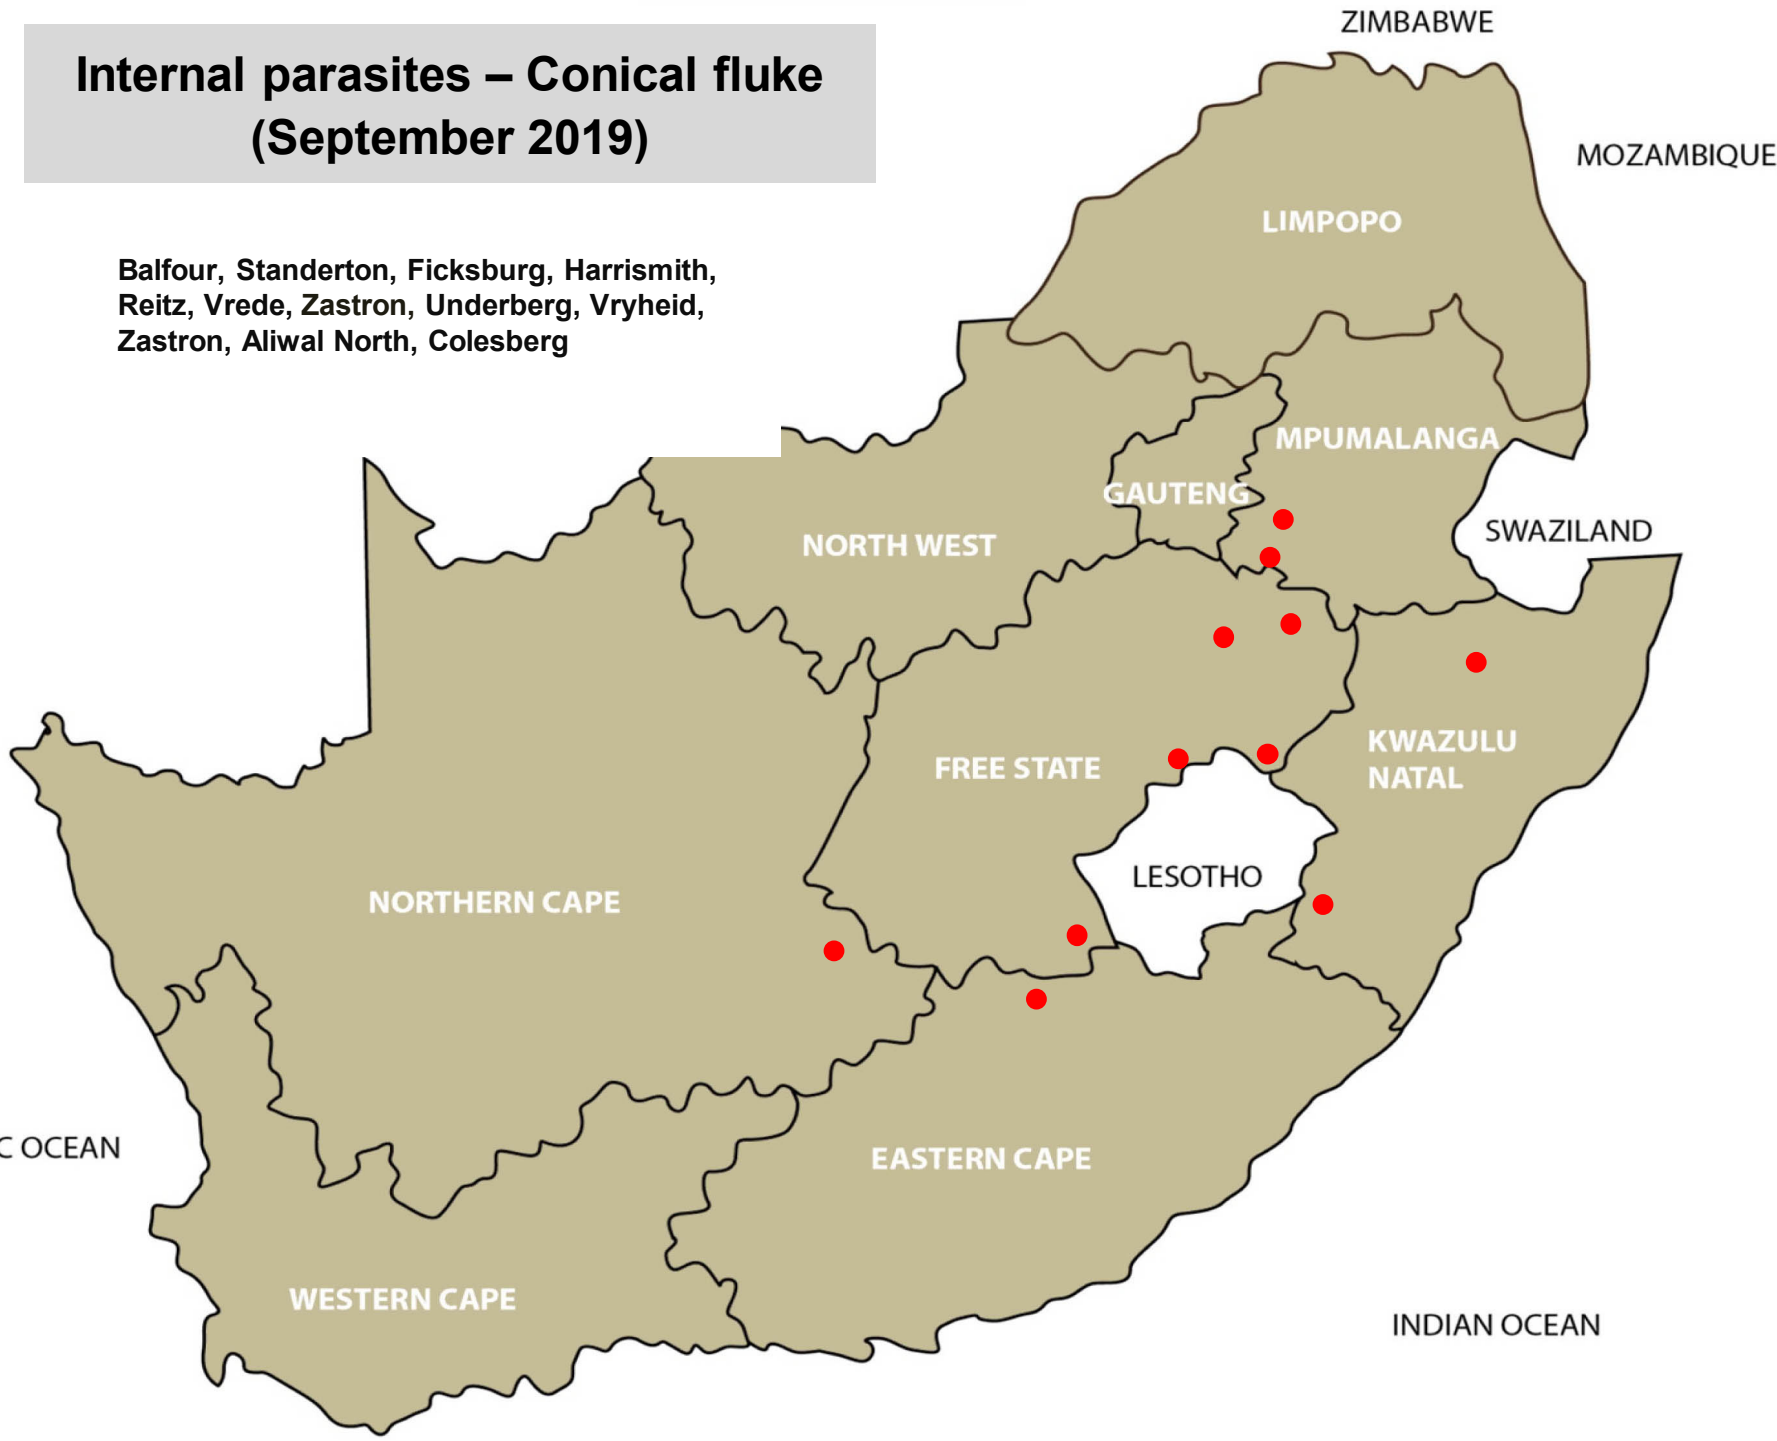 Internal parasites – Conical fluke
(September 2019)
Balfour, Standerton, Ficksburg, Harrismith,
Reitz, Vrede, Zastron, Underberg, Vryheid,
Zastron, Aliwal North, Colesberg
ZIMBABWE
MOZAMBIQUE
LIMPOPO
MPUMALANGA
GAUTENG
SWAZILAND
NORTH WEST
KWAZULU
NATAL
FREE STATE
LESOTHO
NORTHERN CAPE
C OCEAN
EASTERN CAPE
WESTERN CAPE
INDIAN OCEAN